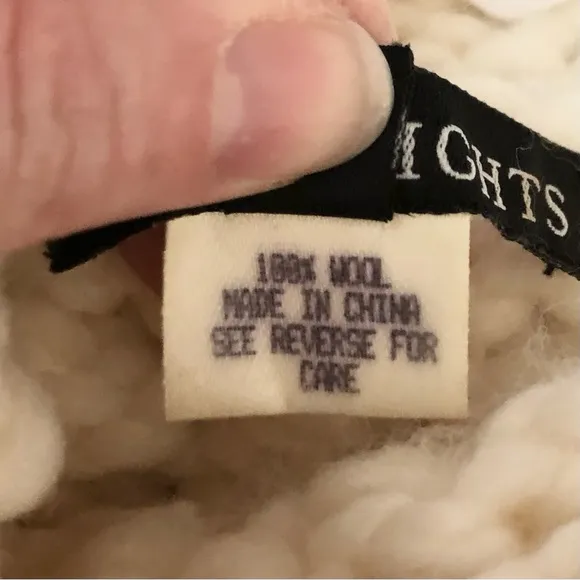 IGHTS
100% WOOL
MADE IN CHINA
SEE REVERSE FOR
CARE